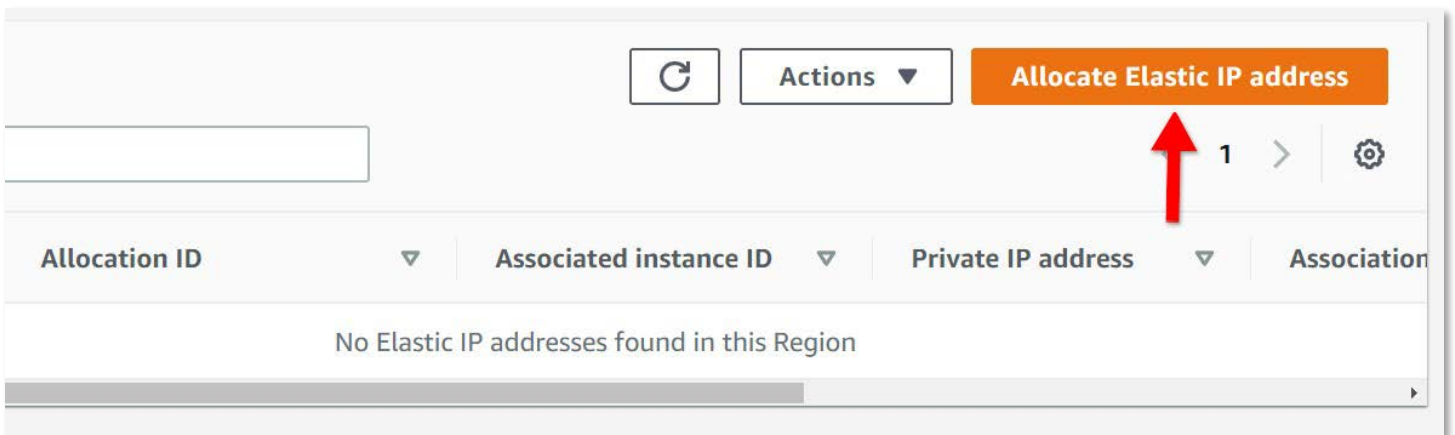 Actions Allocate Elastic IP address
1
Allocation ID Associated instance ID Private IP address Association
No Elastic IP addresses found in this Region